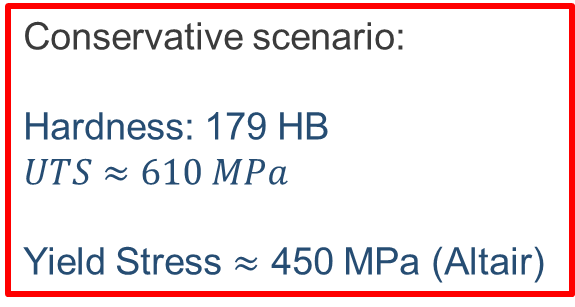 Conservative scenario:
Hardness: 179 HB
UTS ≈ 610 MPa
Yield Stress ≈ 450 MPa (Altair)